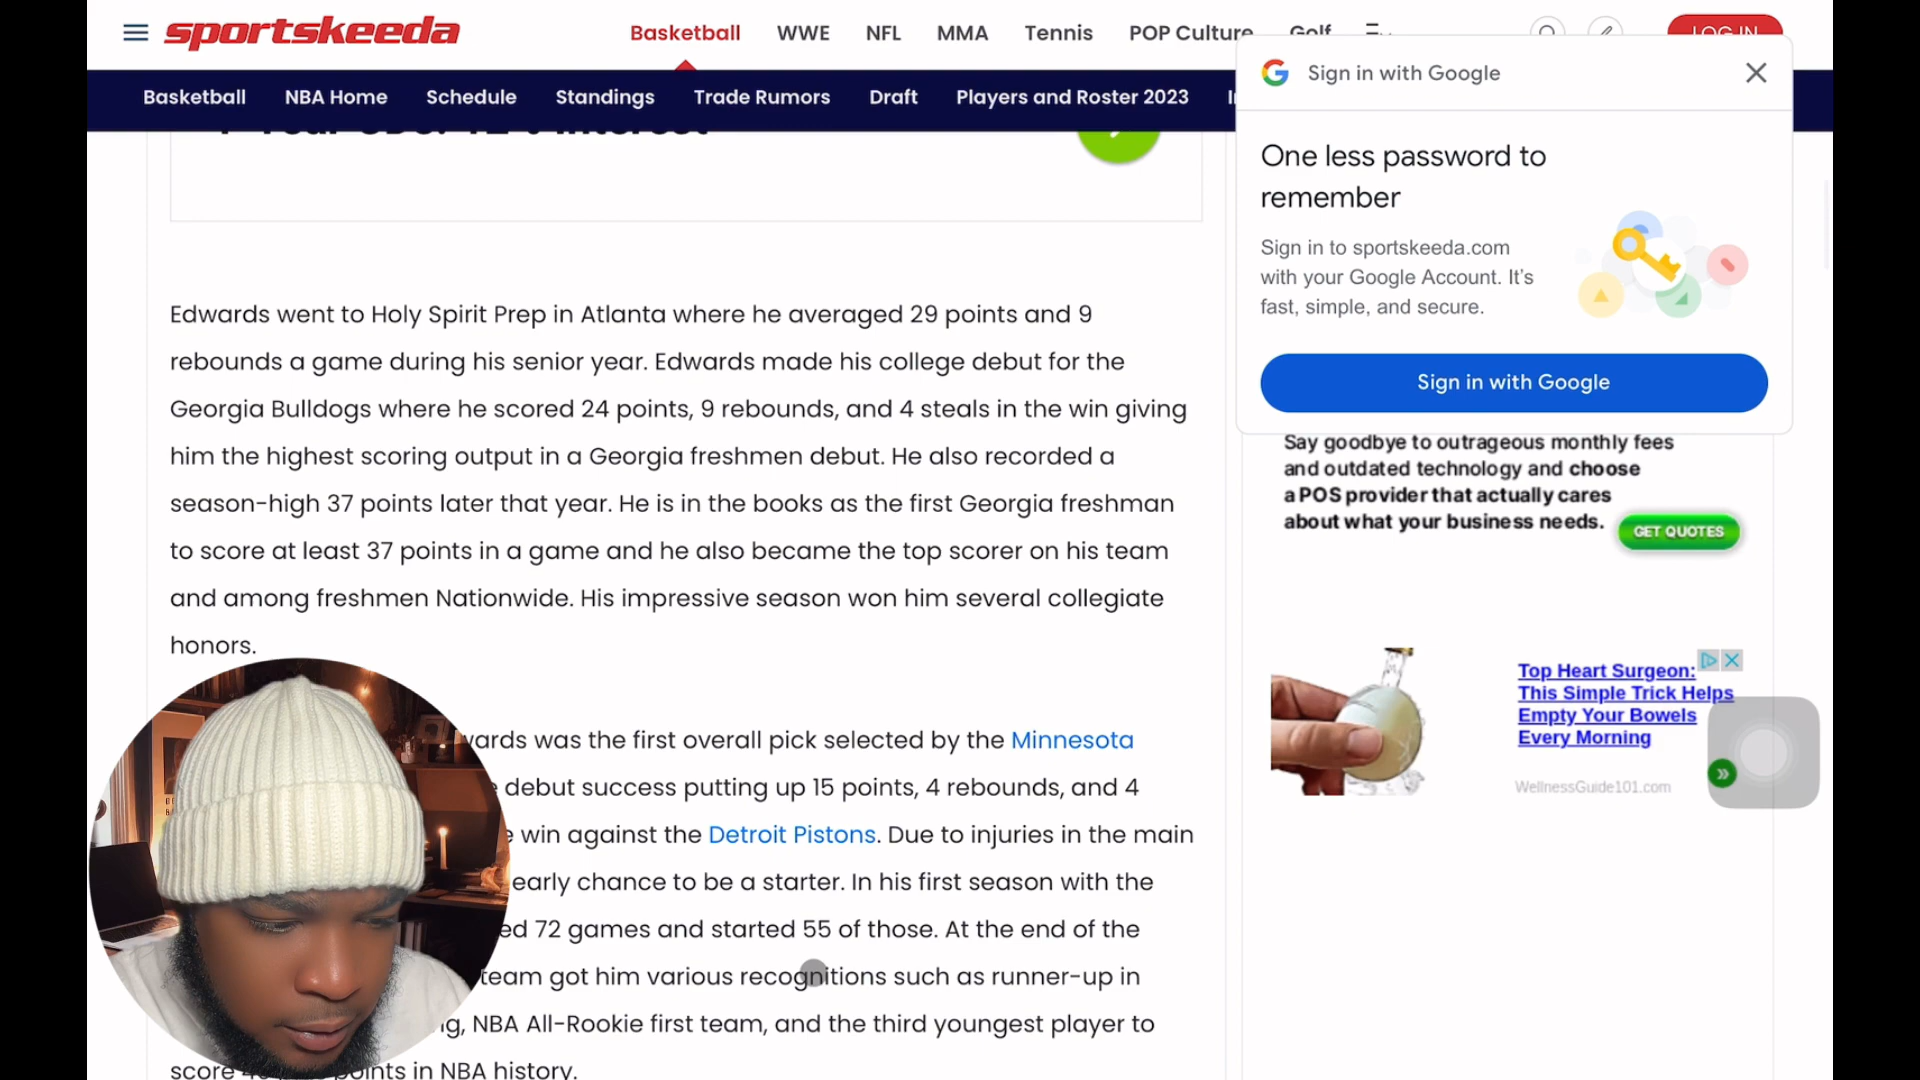 sportskeeda
Basketball WWE NFL MMA Tennis POP Culture Golf
LOG IN
Basketball NBA Home Schedule Standings Trade Rumors Draft Players and Roster 2023
Sign in with Google
One less password to
remember
Sign in to sportskeeda.com
with your Google Account. It's
fast, simple, and secure.
Sign in with Google
Edwards went to Holy Spirit Prep in Atlanta where he averaged 29 points and 9
rebounds a game during his senior year. Edwards made his college debut for the
Georgia Bulldogs where he scored 24 points, 9 rebounds, and 4 steals in the win giving
him the highest scoring output in a Georgia freshmen debut. He also recorded a
season-high 37 points later that year. He is in the books as the first Georgia freshman
to score at least 37 points in a game and he also became the top scorer on his team
and among freshmen Nationwide. His impressive season won him several collegiate
honors.
wards was the first overall pick selected by the Minnesota
debut success putting up 15 points, 4 rebounds, and 4
win against the Detroit Pistons. Due to injuries in the main
early chance to be a starter. In his first season with the
ed 72 games and started 55 of those. At the end of the
team got him various recognitions such as runner-up in
NBA All-Rookie first team, and the third youngest player to
score points in NBA history.
Say goodbye to outrageous monthly fees
and outdated technology and choose
a POS provider that actually cares
about what your business needs.
GET QUOTES
Top Heart Surgeon:
This Simple Trick Helps
Empty Your Bowels
Every Morning
WellnessGuide101.com